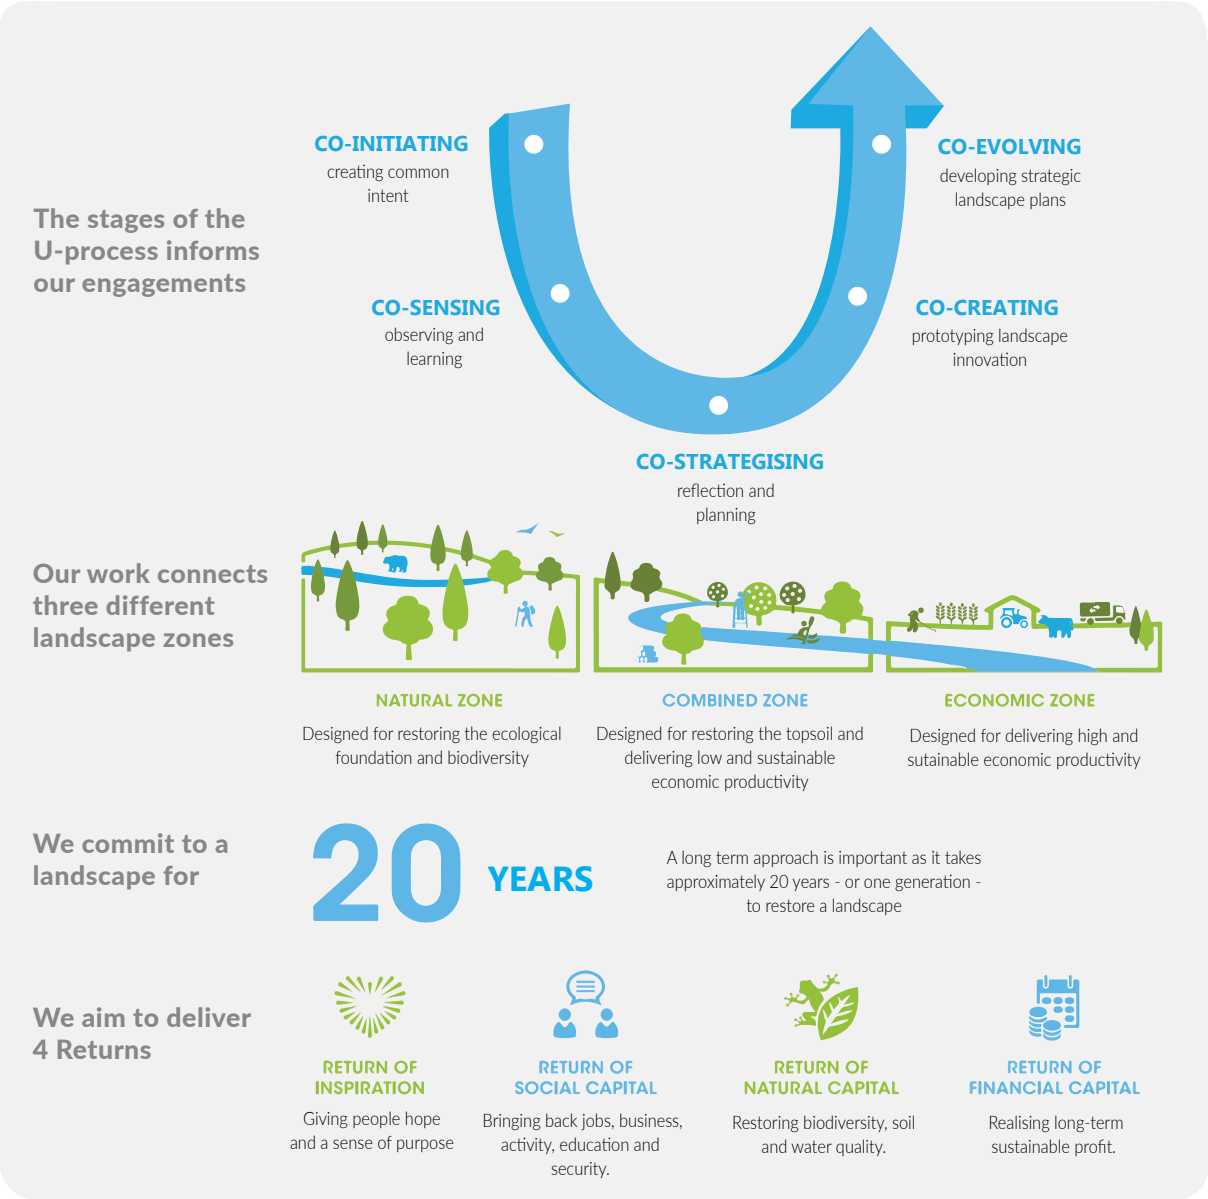 The stages of the
U-process informs
our engagements
CO-INITIATING
creating common
intent
CO-SENSING
observing and
learning
CO-STRATEGISING
reflection and
planning
CO-CREATING
prototyping landscape
innovation
CO-EVOLVING
developing strategic
landscape plans
Our work connects
three different
landscape zones
NATURAL ZONE
Designed for restoring the ecological
foundation and biodiversity
COMBINED ZONE
Designed for restoring the topsoil and
delivering low and sustainable
economic productivity
ECONOMIC ZONE
Designed for delivering high and
sutainable economic productivity
We commit to a
landscape for
20 YEARS
A long term approach is important as it takes
approximately 20 years - or one generation -
to restore a landscape
We aim to deliver
4 Returns
RETURN OF
INSPIRATION
Giving people hope
and a sense of purpose
RETURN OF
SOCIAL CAPITAL
Bringing back jobs, business,
activity, education and
security.
RETURN OF
NATURAL CAPITAL
Restoring biodiversity, soil
and water quality.
RETURN OF
FINANCIAL CAPITAL
Realising long-term
sustainable profit.